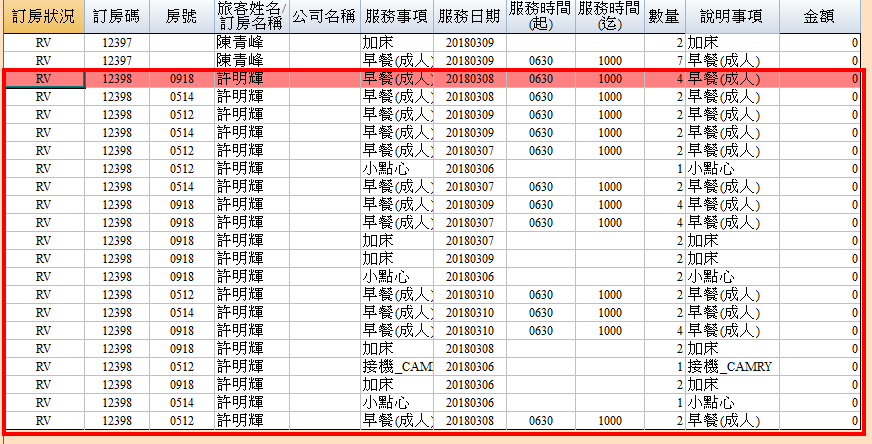 訂房狀況 訂房碼 房號 旅客姓名/訂房名稱 公司名稱 服務事項 服務日期 服務時間(起) 服務時間(迄) 數量 說明事項 金額
RV 12397 陳青峰 加床 20180309 2 加床 0
RV 12397 陳青峰 早餐(成人) 20180309 0630 1000 7 早餐(成人) 0
RV 12398 0918 許明輝 早餐(成人) 20180308 0630 1000 4 早餐(成人) 0
RV 12398 0514 許明輝 早餐(成人) 20180308 0630 1000 2 早餐(成人) 0
RV 12398 0512 許明輝 早餐(成人) 20180309 0630 1000 2 早餐(成人) 0
RV 12398 0514 許明輝 早餐(成人) 20180309 0630 1000 2 早餐(成人) 0
RV 12398 0512 許明輝 早餐(成人) 20180307 0630 1000 2 早餐(成人) 0
RV 12398 0512 許明輝 小點心 20180306 1 小點心 0
RV 12398 0514 許明輝 早餐(成人) 20180307 0630 1000 2 早餐(成人) 0
RV 12398 0918 許明輝 早餐(成人) 20180309 0630 1000 4 早餐(成人) 0
RV 12398 0918 許明輝 早餐(成人) 20180307 0630 1000 4 早餐(成人) 0
RV 12398 0918 許明輝 加床 20180307 2 加床 0
RV 12398 0918 許明輝 加床 20180309 2 加床 0
RV 12398 0918 許明輝 小點心 20180306 2 小點心 0
RV 12398 0512 許明輝 早餐(成人) 20180310 0630 1000 2 早餐(成人) 0
RV 12398 0514 許明輝 早餐(成人) 20180310 0630 1000 2 早餐(成人) 0
RV 12398 0918 許明輝 早餐(成人) 20180310 0630 1000 4 早餐(成人) 0
RV 12398 0918 許明輝 加床 20180308 2 加床 0
RV 12398 0512 許明輝 接機_CAM 20180306 1 接機_CAMRY 0
RV 12398 0918 許明輝 加床 20180306 2 加床 0
RV 12398 0514 許明輝 小點心 20180306 1 小點心 0
RV 12398 0512 許明輝 早餐(成人) 20180308 0630 1000 2 早餐(成人) 0